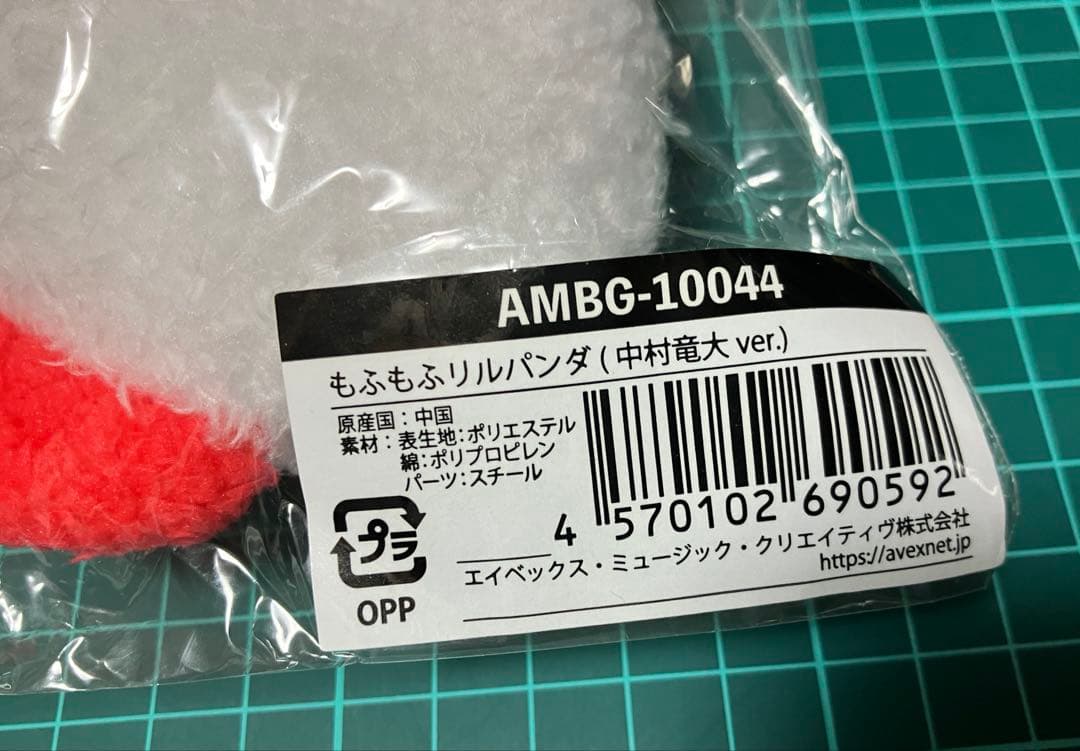 AMBG-10044
もふもふリルパンダ ( 中村竜大 ver.)
原産国：中国
素材：表生地：ポリエステル
綿：ポリプロピレン
パーツ：スチール
4 570102 690592
プラ
OPP
エイベックス・ミュージック・クリエイティヴ株式会社
https://avexnet.jp